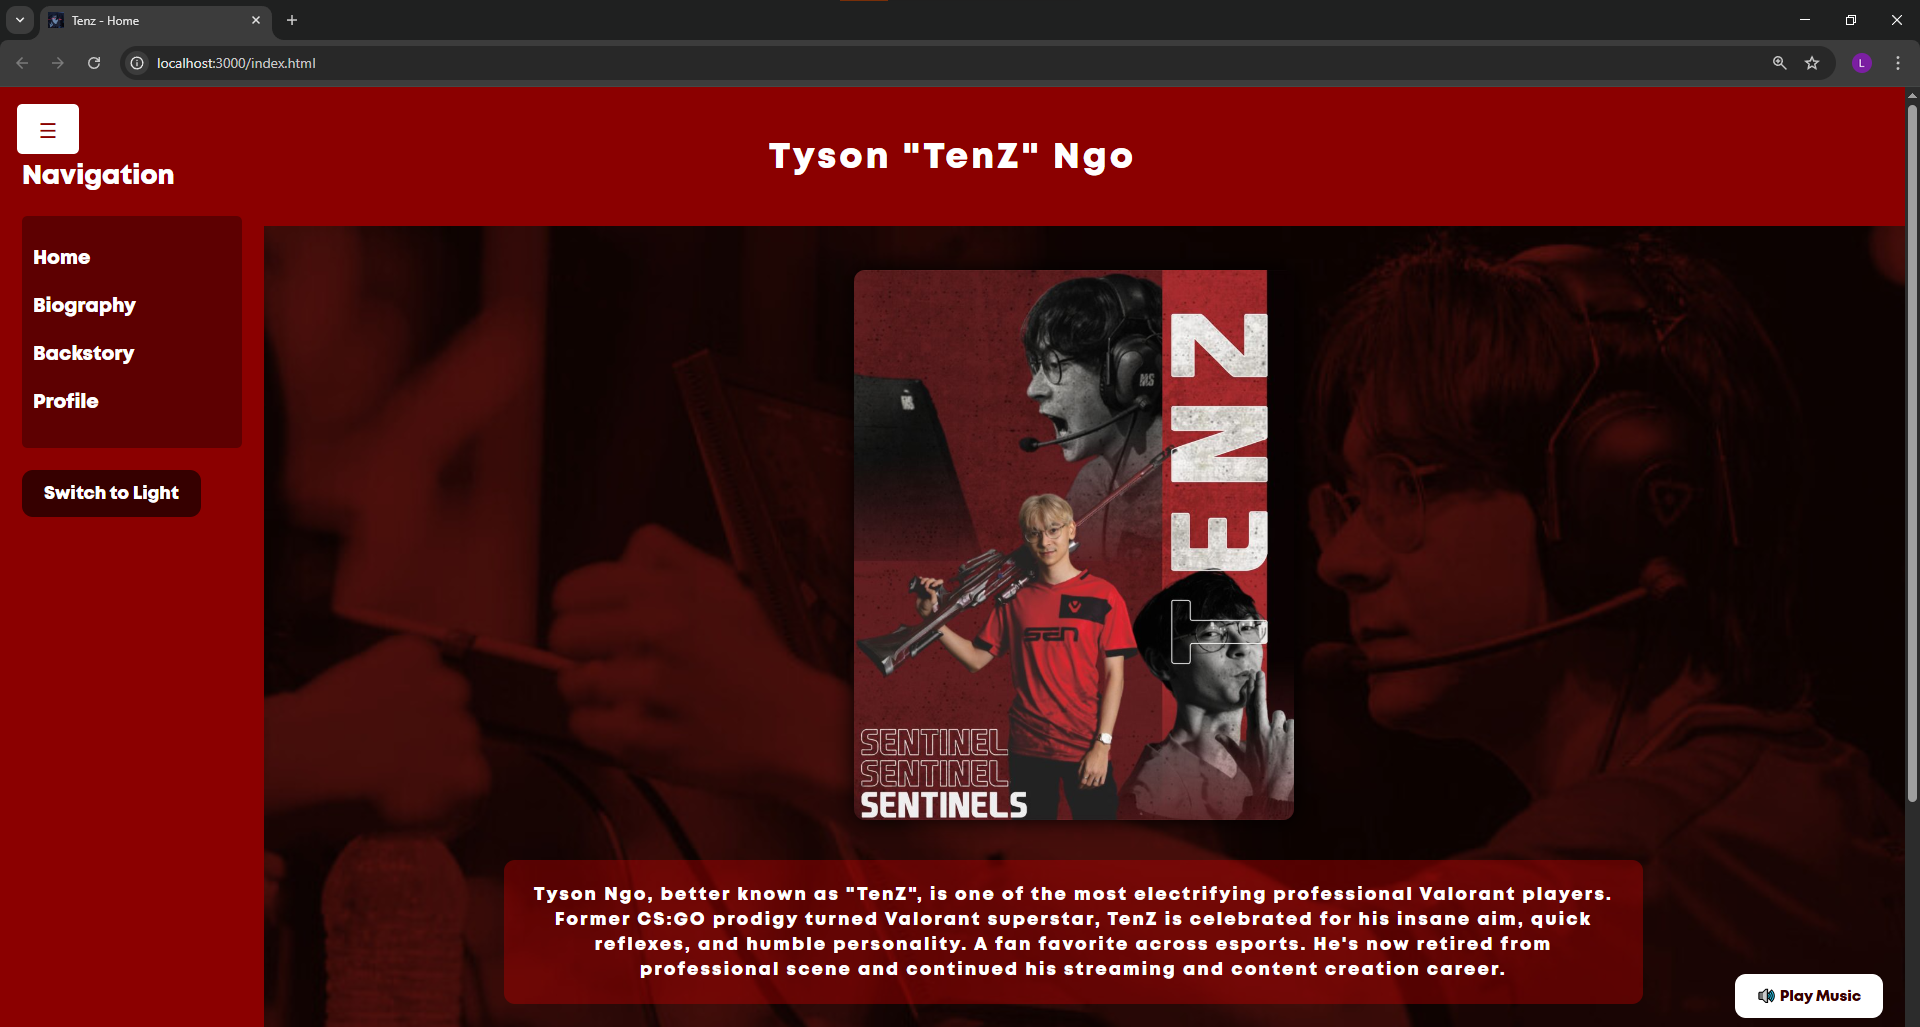 Tenz - Home
localhost:3000/index.html
L
☰
Tyson "TenZ" Ngo
Navigation
Home
Biography
Backstory
Profile
Switch to Light
TENZ
MS
sen
SENTINEL
SENTINEL
SENTINELS
Tyson Ngo, better known as "TenZ", is one of the most electrifying professional Valorant players.
Former CS:GO prodigy turned Valorant superstar, TenZ is celebrated for his insane aim, quick
reflexes, and humble personality. A fan favorite across esports. He's now retired from
professional scene and continued his streaming and content creation career.
🔊 Play Music